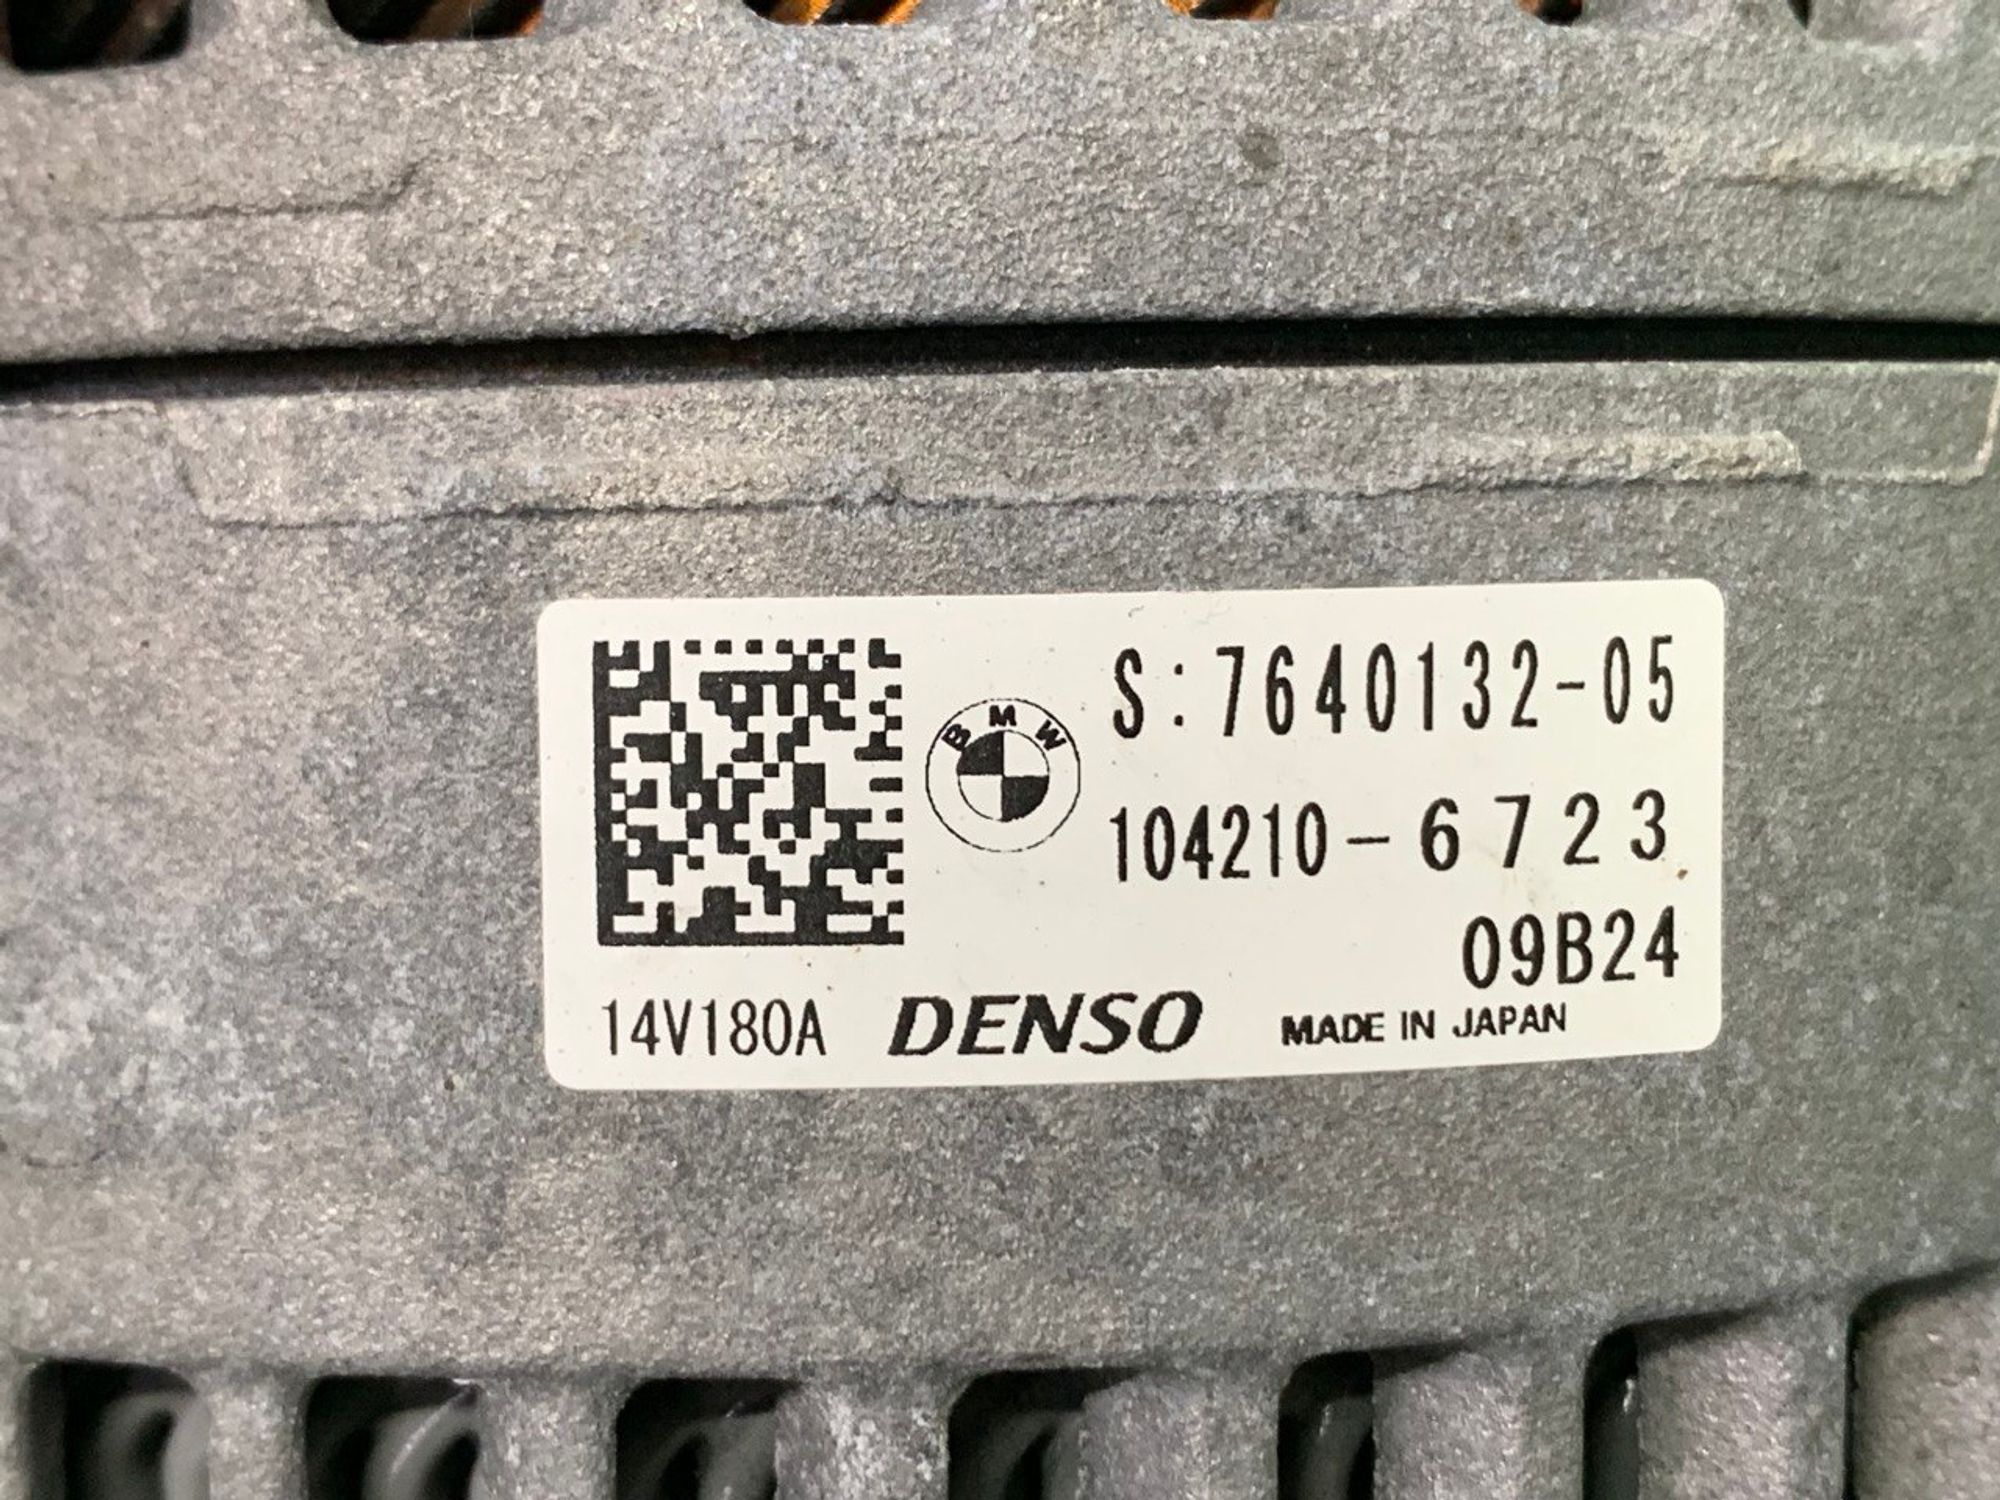 BMW
S:7640132-05
104210-6723
09B24
14V180A DENSO MADE IN JAPAN